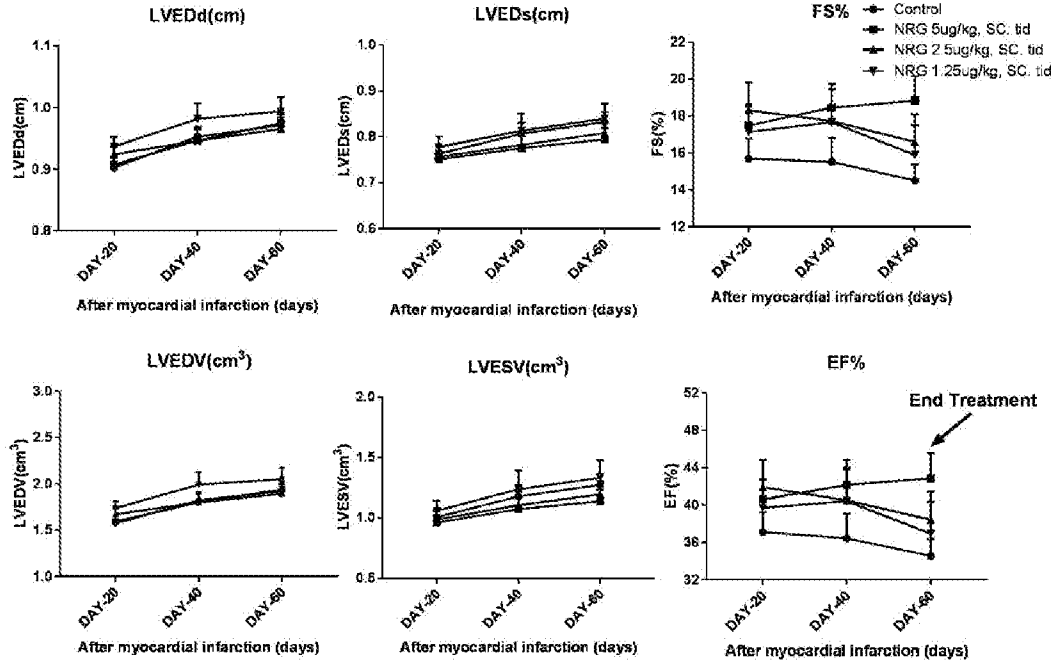 LVEDd(cm)
LVEDd(cm)
1.1
1.0
0.9
0.8
DAY-20
DAY-40
DAY-60
After myocardial infarction (days)
LVEDs(cm)
LVEDs(cm)
1.0
0.9
0.8
0.7
0.6
DAY-20
DAY-40
DAY-60
After myocardial infarction (days)
FS%
Control
NRG 5ug/kg, SC. tid
NRG 2.5ug/kg, SC. tid
NRG 1.25ug/kg, SC. tid
FS(%)
22
20
18
16
14
12
DAY-20
DAY-40
DAY-60
After myocardial infarction (days)
LVEDV(cm³)
LVEDV(cm³)
3.0
2.5
2.0
1.5
1.0
DAY-20
DAY-40
DAY-60
After myocardial infarction (days)
LVESV(cm³)
LVESV(cm³)
2.0
1.5
1.0
0.5
DAY-20
DAY-40
DAY-60
After myocardial infarction (days)
EF%
End Treatment
EF(%)
52
48
44
40
36
32
DAY-20
DAY-40
DAY-60
After myocardial infarction (days)